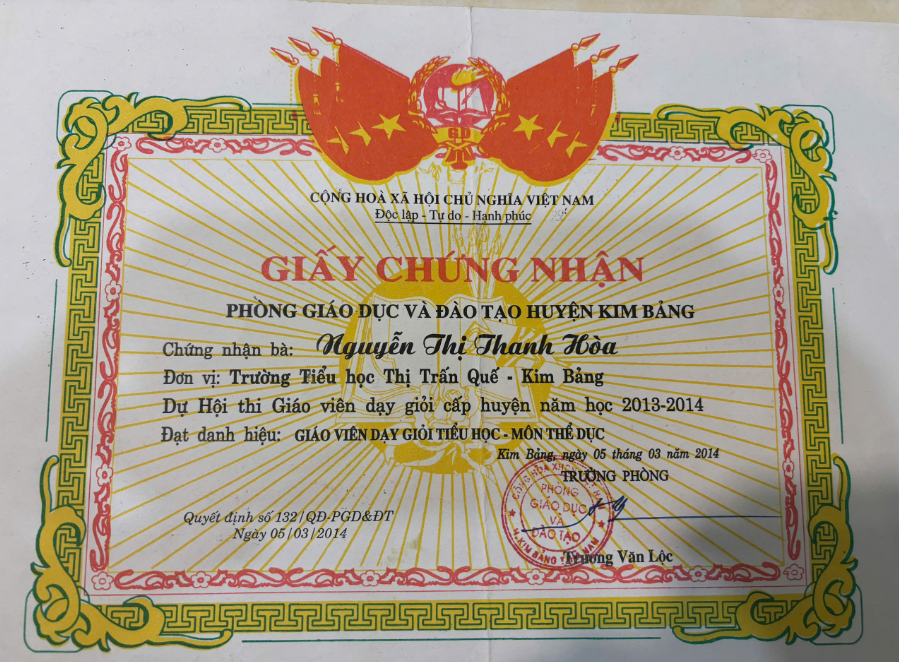 GD
CỘNG HOÀ XÃ HỘI CHỦ NGHĨA VIỆT NAM
Độc lập - Tự do - Hạnh phúc
GIẤY CHỨNG NHẬN
PHÒNG GIÁO DỤC VÀ ĐÀO TẠO HUYỆN KIM BẢNG
Chứng nhận bà: Nguyễn Thị Thanh Hòa
Đơn vị: Trường Tiểu học Thị Trấn Quế - Kim Bảng
Dự Hội thi Giáo viên dạy giỏi cấp huyện năm học 2013-2014
Đạt danh hiệu: GIÁO VIÊN DẠY GIỎI TIỂU HỌC - MÔN THỂ DỤC
Kim Bảng, ngày 05 tháng 03 năm 2014
TRƯỞNG PHÒNG
PHÒNG
GIÁO DỤC
VÀ
ĐÀO TẠO
H.KIM BẢNG
Quyết định số 132/QĐ-PGD&ĐT
Ngày 05/03/2014
Trương Văn Lộc